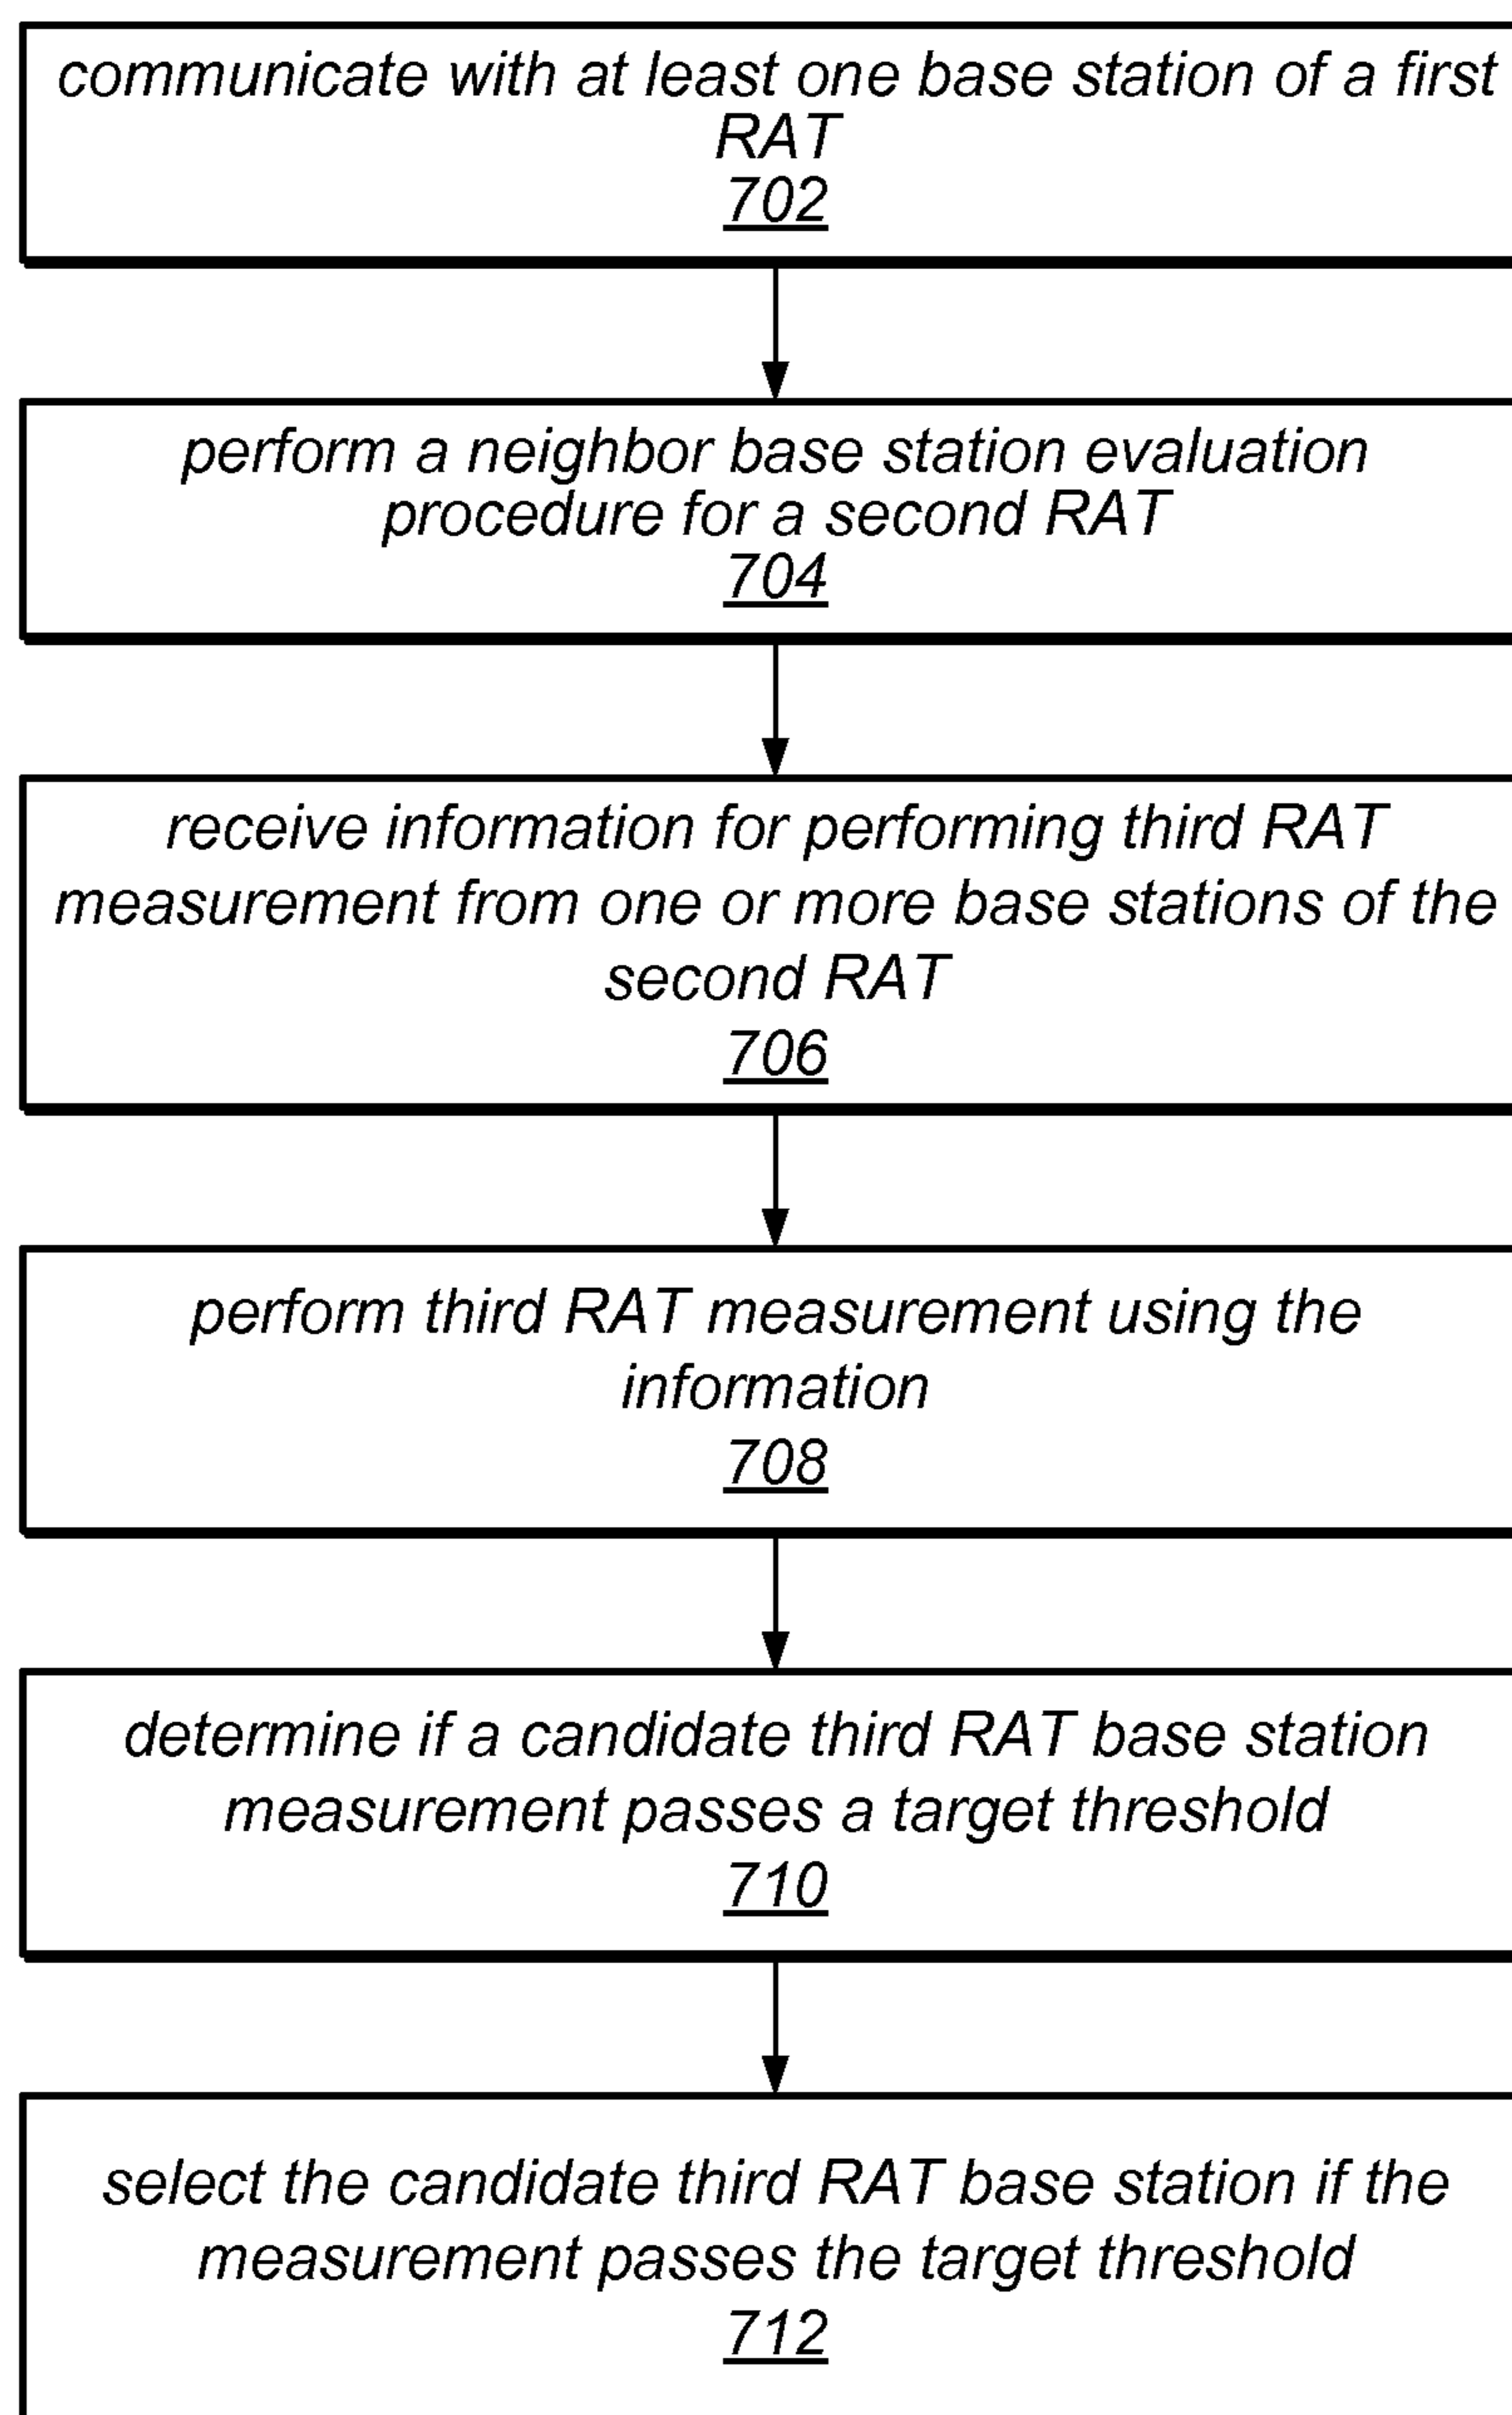 communicate with at least one base station of a first
RAT
702
perform a neighbor base station evaluation
procedure for a second RAT
704
receive information for performing third RAT
measurement from one or more base stations of the
second RAT
706
perform third RAT measurement using the
information
708
determine if a candidate third RAT base station
measurement passes a target threshold
710
select the candidate third RAT base station if the
measurement passes the target threshold
712